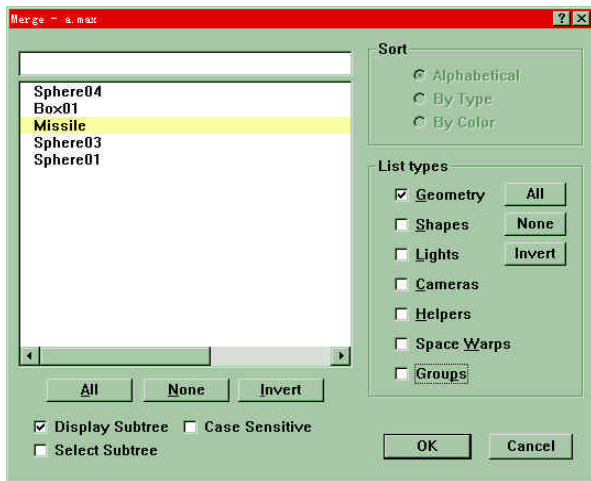 Merge - a.max
Sphere04
Box01
Missile
Sphere03
Sphere01
All None Invert
Display Subtree Case Sensitive
Select Subtree
Sort
Alphabetical
By Type
By Color
List types
Geometry All
Shapes None
Lights Invert
Cameras
Helpers
Space Warps
Groups
OK Cancel